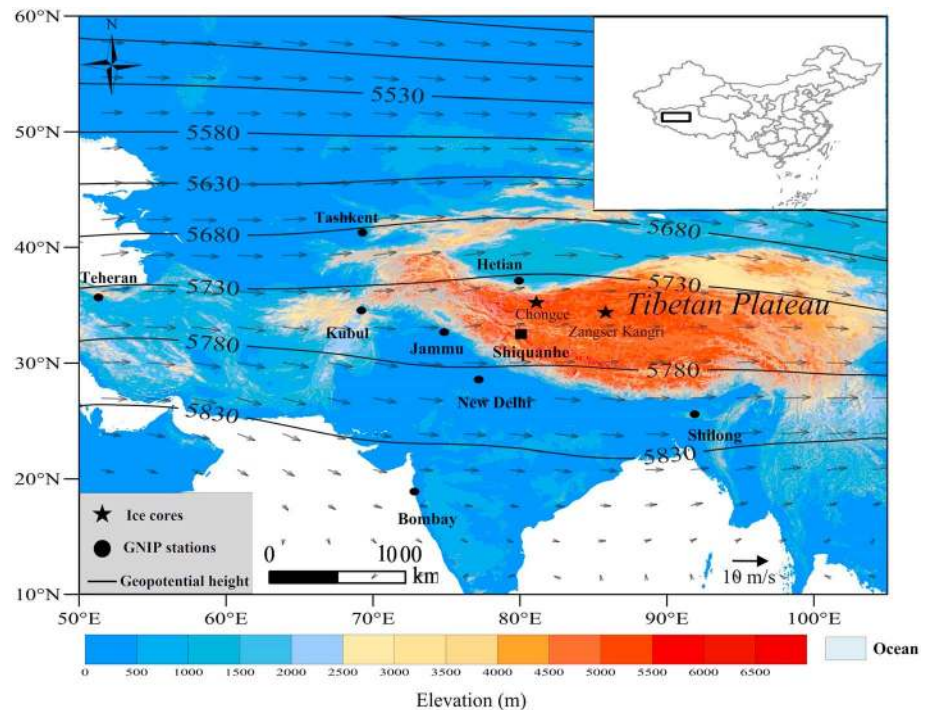 60°N
N
5530
50°N
5580
5630
Tashkent
5680
5680
40°N
Hetian
Teheran
5730
5730
Tibetan Plateau
Chongce
Kubul
Zangser Kangri
Jammu
Shiquanhe
5780
30°N
5780
New Delhi
5830
Shilong
5830
20°N
Bombay
Ice cores
GNIP stations
0 1000
km
Geopotential height
10 m/s
10°N
50°E 60°E 70°E 80°E 90°E 100°E
Ocean
0 500 1000 1500 2000 2500 3000 3500 4000 4500 5000 5500 6000 6500
Elevation (m)